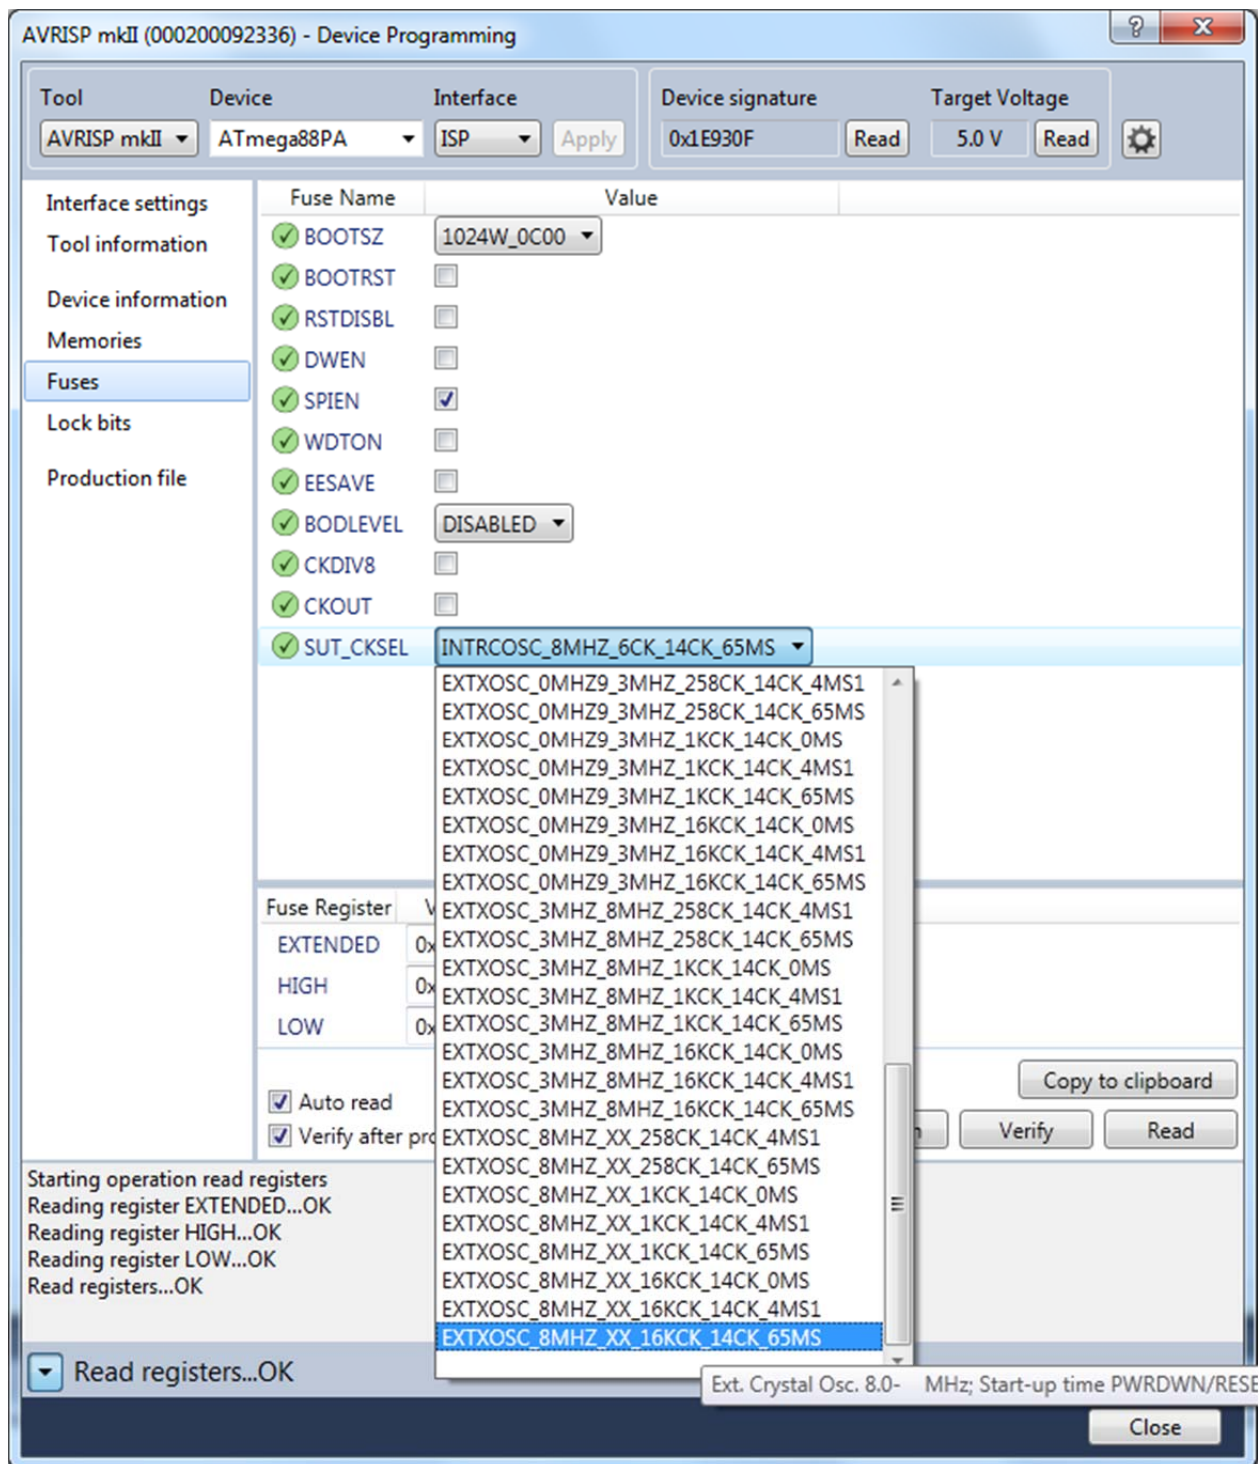 AVRISP mkII (000200092336) - Device Programming
Tool Device Interface Device signature Target Voltage
AVRISP mkII ATmega88PA ISP Apply 0x1E930F Read 5.0 V Read
Interface settings
Tool information
Device information
Memories
Fuses
Lock bits
Production file
Fuse Name Value
BOOTSZ 1024W_0C00
BOOTRST
RSTDISBL
DWEN
SPIEN
WDTON
EESAVE
BODLEVEL DISABLED
CKDIV8
CKOUT
SUT_CKSEL INTRCOSC_8MHZ_6CK_14CK_65MS
EXTXOSC_0MHZ9_3MHZ_258CK_14CK_4MS1
EXTXOSC_0MHZ9_3MHZ_258CK_14CK_65MS
EXTXOSC_0MHZ9_3MHZ_1KCK_14CK_0MS
EXTXOSC_0MHZ9_3MHZ_1KCK_14CK_4MS1
EXTXOSC_0MHZ9_3MHZ_1KCK_14CK_65MS
EXTXOSC_0MHZ9_3MHZ_16KCK_14CK_0MS
EXTXOSC_0MHZ9_3MHZ_16KCK_14CK_4MS1
EXTXOSC_0MHZ9_3MHZ_16KCK_14CK_65MS
EXTXOSC_3MHZ_8MHZ_258CK_14CK_4MS1
EXTXOSC_3MHZ_8MHZ_258CK_14CK_65MS
EXTXOSC_3MHZ_8MHZ_1KCK_14CK_0MS
EXTXOSC_3MHZ_8MHZ_1KCK_14CK_4MS1
EXTXOSC_3MHZ_8MHZ_1KCK_14CK_65MS
EXTXOSC_3MHZ_8MHZ_16KCK_14CK_0MS
EXTXOSC_3MHZ_8MHZ_16KCK_14CK_4MS1
EXTXOSC_3MHZ_8MHZ_16KCK_14CK_65MS
EXTXOSC_8MHZ_XX_258CK_14CK_4MS1
EXTXOSC_8MHZ_XX_258CK_14CK_65MS
EXTXOSC_8MHZ_XX_1KCK_14CK_0MS
EXTXOSC_8MHZ_XX_1KCK_14CK_4MS1
EXTXOSC_8MHZ_XX_1KCK_14CK_65MS
EXTXOSC_8MHZ_XX_16KCK_14CK_0MS
EXTXOSC_8MHZ_XX_16KCK_14CK_4MS1
EXTXOSC_8MHZ_XX_16KCK_14CK_65MS
Ext. Crystal Osc. 8.0- MHz; Start-up time PWRDWN/RESE
Fuse Register V
EXTENDED 0x
HIGH 0x
LOW 0x
Copy to clipboard
Auto read
Verify after pro
Verify Read
Starting operation read registers
Reading register EXTENDED...OK
Reading register HIGH...OK
Reading register LOW...OK
Read registers...OK
Read registers...OK
Close